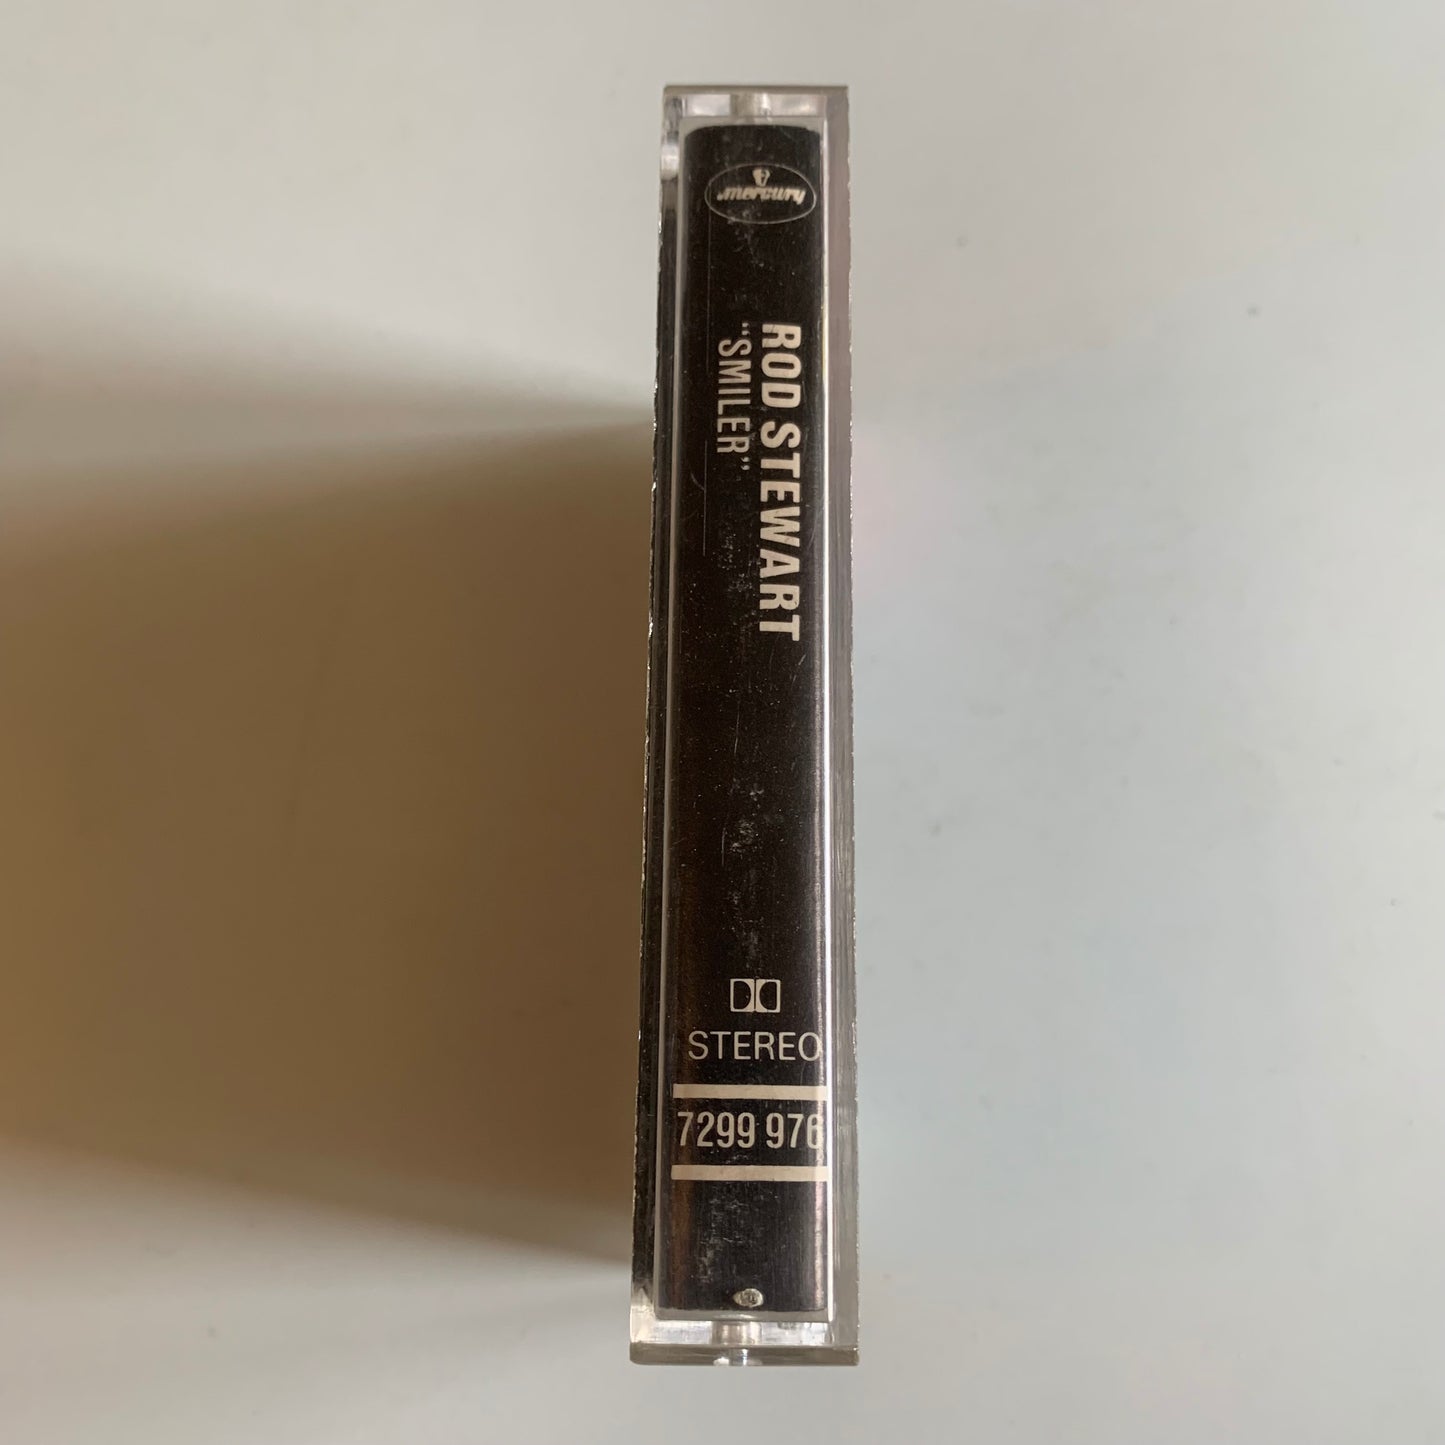 mercury
ROD STEWART
"SMILER"
STEREO
7299 976